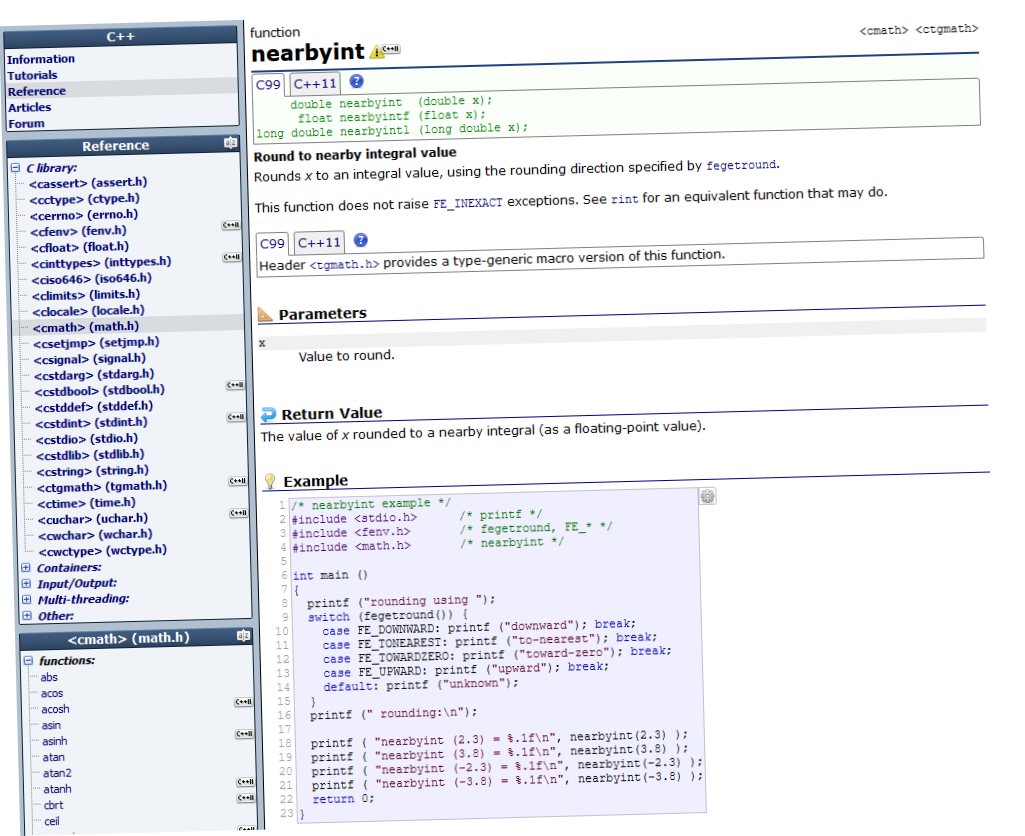 C++
Information
Tutorials
Reference
Articles
Forum
Reference
C library:
<cassert> (assert.h)
<cctype> (ctype.h)
<cerrno> (errno.h)
<cfenv> (fenv.h)
<cfloat> (float.h)
<cinttypes> (inttypes.h)
<ciso646> (iso646.h)
<climits> (limits.h)
<clocale> (locale.h)
<cmath> (math.h)
<csetjmp> (setjmp.h)
<csignal> (signal.h)
<cstdarg> (stdarg.h)
<cstdbool> (stdbool.h)
<cstddef> (stddef.h)
<cstdint> (stdint.h)
<cstdio> (stdio.h)
<cstdlib> (stdlib.h)
<cstring> (string.h)
<ctgmath> (tgmath.h)
<ctime> (time.h)
<cuchar> (uchar.h)
<cwchar> (wchar.h)
<cwctype> (wctype.h)
Containers:
Input/Output:
Multi-threading:
Other:
<cmath> (math.h)
functions:
abs
acos
acosh
asin
asinh
atan
atan2
atanh
cbrt
ceil
function
<cmath> <ctgmath>
nearbyint
C99 C++11
double nearbyint  (double x);
float nearbyintf (float x);
long double nearbyintl (long double x);
Round to nearby integral value
Rounds x to an integral value, using the rounding direction specified by fegetround.
This function does not raise FE_INEXACT exceptions. See rint for an equivalent function that may do.
C99 C++11
Header <tgmath.h> provides a type-generic macro version of this function.
Parameters
x
Value to round.
Return Value
The value of x rounded to a nearby integral (as a floating-point value).
Example
1 /* nearbyint example */
2 #include <stdio.h>      /* printf */
3 #include <fenv.h>       /* fegetround, FE_* */
4 #include <math.h>       /* nearbyint */
5
6 int main ()
7 {
8   printf ("rounding using ");
9   switch (fegetround()) {
10     case FE_DOWNWARD: printf ("downward"); break;
11     case FE_TONEAREST: printf ("to-nearest"); break;
12     case FE_TOWARDZERO: printf ("toward-zero"); break;
13     case FE_UPWARD: printf ("upward"); break;
14     default: printf ("unknown");
15   }
16   printf (" rounding:\n");
17
18   printf ( "nearbyint (2.3) = %.1f\n", nearbyint(2.3) );
19   printf ( "nearbyint (3.8) = %.1f\n", nearbyint(3.8) );
20   printf ( "nearbyint (-2.3) = %.1f\n", nearbyint(-2.3) );
21   printf ( "nearbyint (-3.8) = %.1f\n", nearbyint(-3.8) );
22   return 0;
23 }